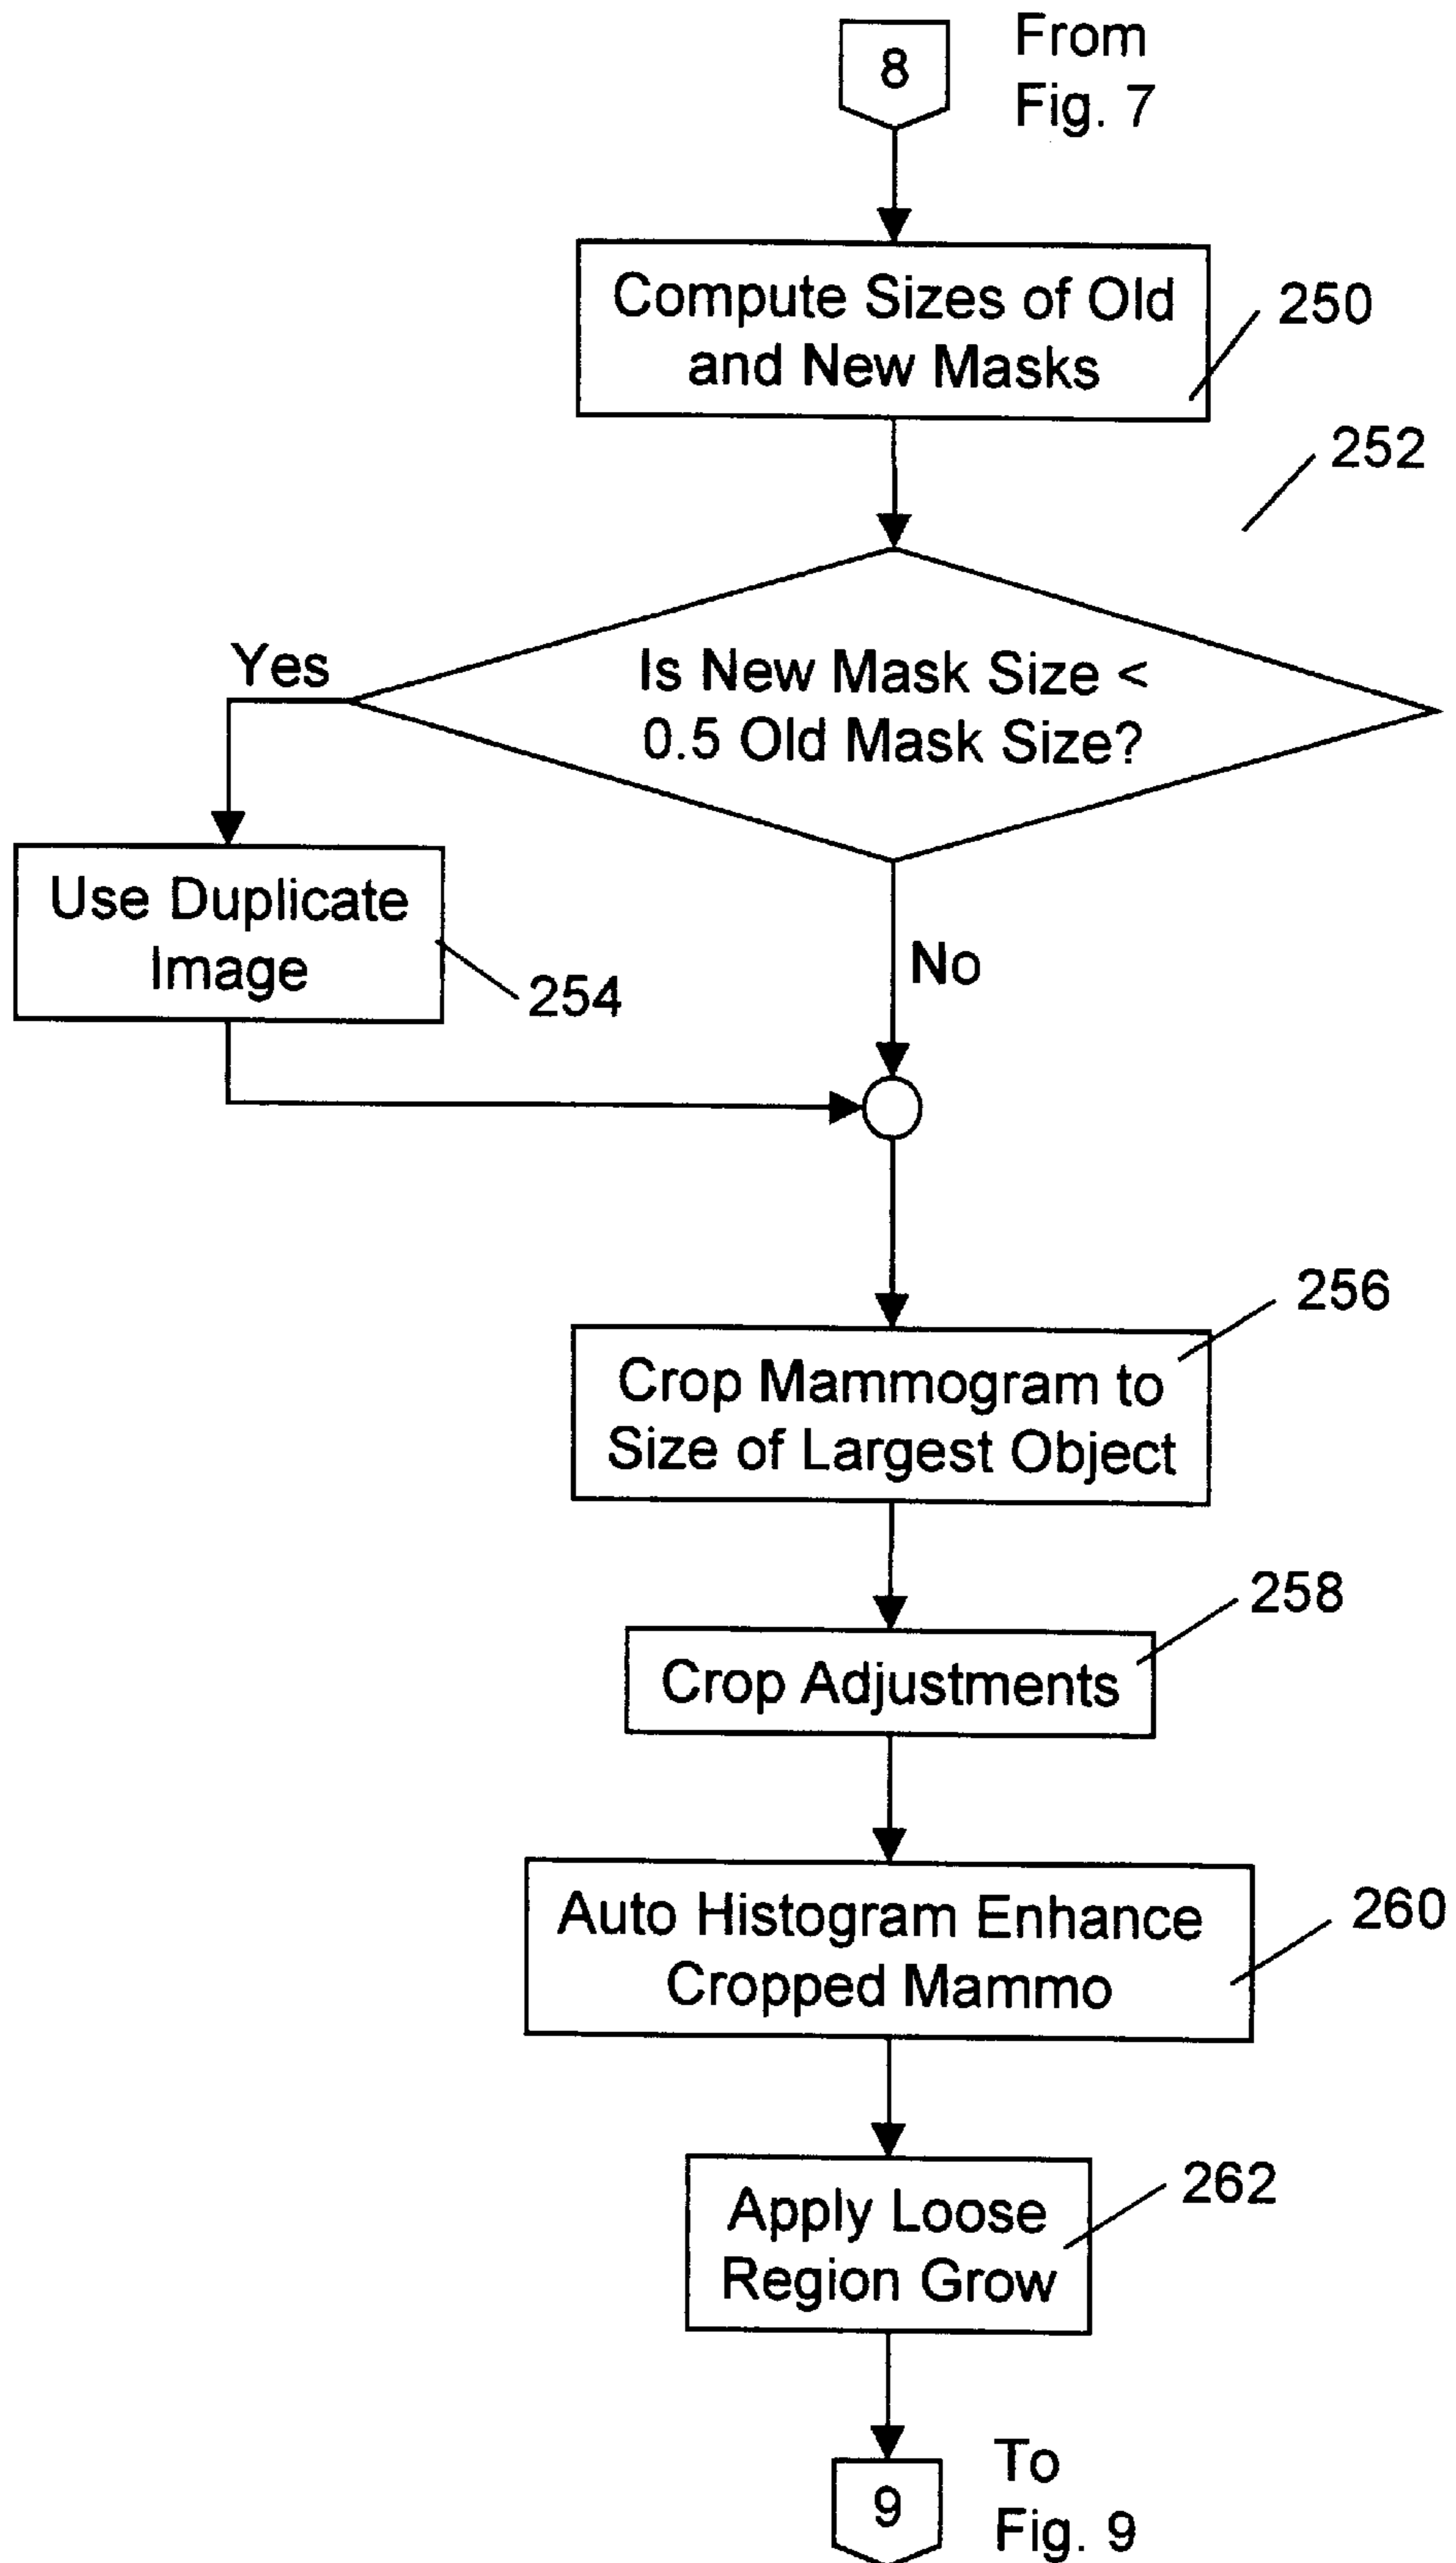 8
From
Fig. 7
Compute Sizes of Old
and New Masks
250
252
Yes
Is New Mask Size <
0.5 Old Mask Size?
Use Duplicate
Image
254
No
256
Crop Mammogram to
Size of Largest Object
258
Crop Adjustments
Auto Histogram Enhance
Cropped Mammo
260
Apply Loose
Region Grow
262
9
To
Fig. 9